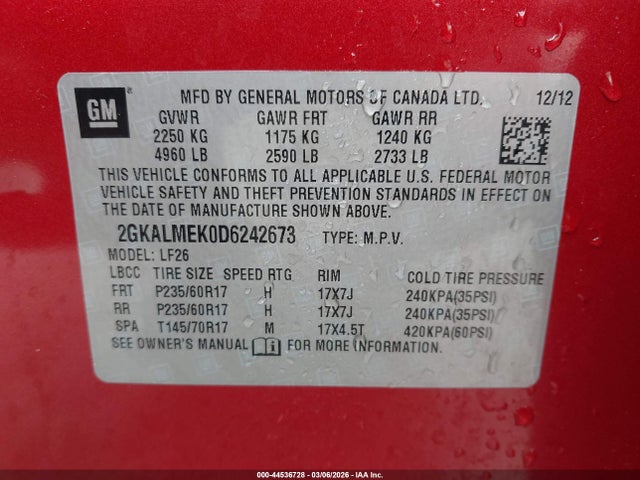 GM ®
MFD BY GENERAL MOTORS OF CANADA LTD. 12/12
GVWR GAWR FRT GAWR RR
2250 KG 1175 KG 1240 KG
4960 LB 2590 LB 2733 LB
THIS VEHICLE CONFORMS TO ALL APPLICABLE U.S. FEDERAL MOTOR
VEHICLE SAFETY AND THEFT PREVENTION STANDARDS IN EFFECT ON
THE DATE OF MANUFACTURE SHOWN ABOVE.
2GKALMEK0D6242673 TYPE: M.P.V.
MODEL: LF26
LBCC TIRE SIZE SPEED RTG RIM COLD TIRE PRESSURE
FRT P235/60R17 H 17X7J 240KPA(35PSI)
RR P235/60R17 H 17X7J 240KPA(35PSI)
SPA T145/70R17 M 17X4.5T 420KPA(60PSI)
SEE OWNER'S MANUAL FOR MORE INFORMATION.
000-44536728 - 03/06/2026 - IAA Inc.